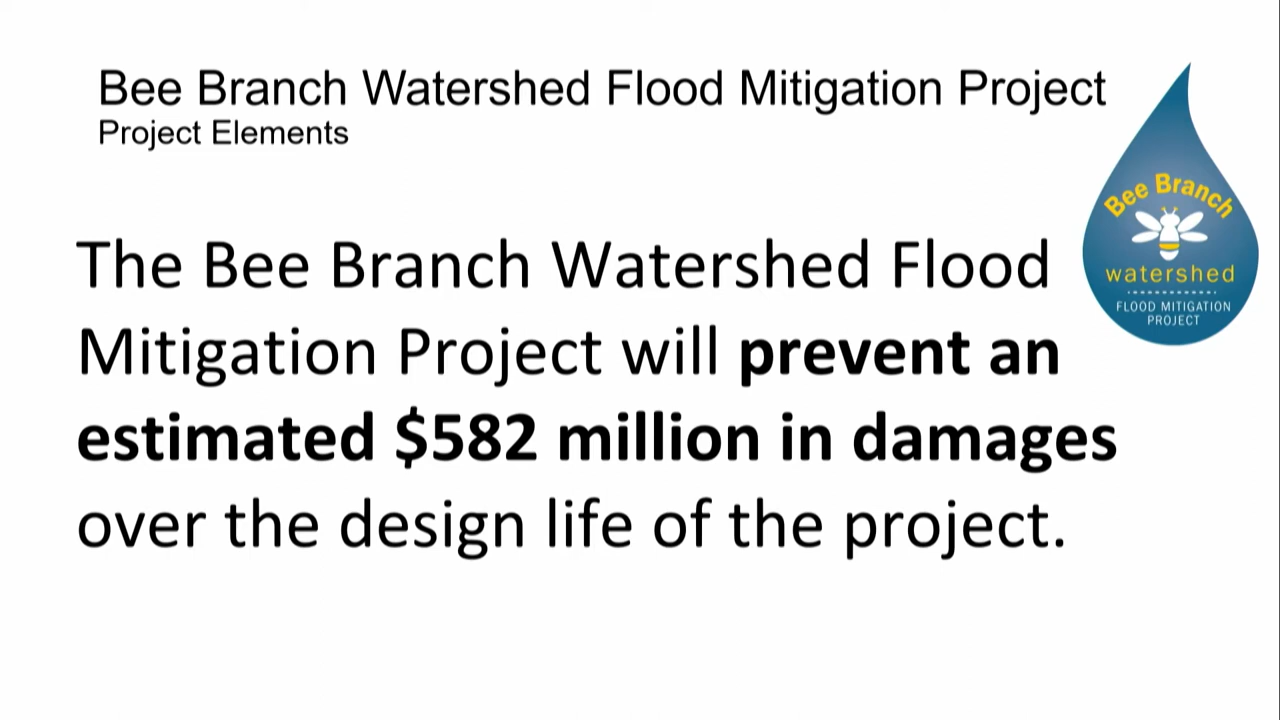 Bee Branch Watershed Flood Mitigation Project
Project Elements
The Bee Branch Watershed Flood
Mitigation Project will prevent an
estimated $582 million in damages
over the design life of the project.
Bee Branch
watershed
FLOOD MITIGATION
PROJECT